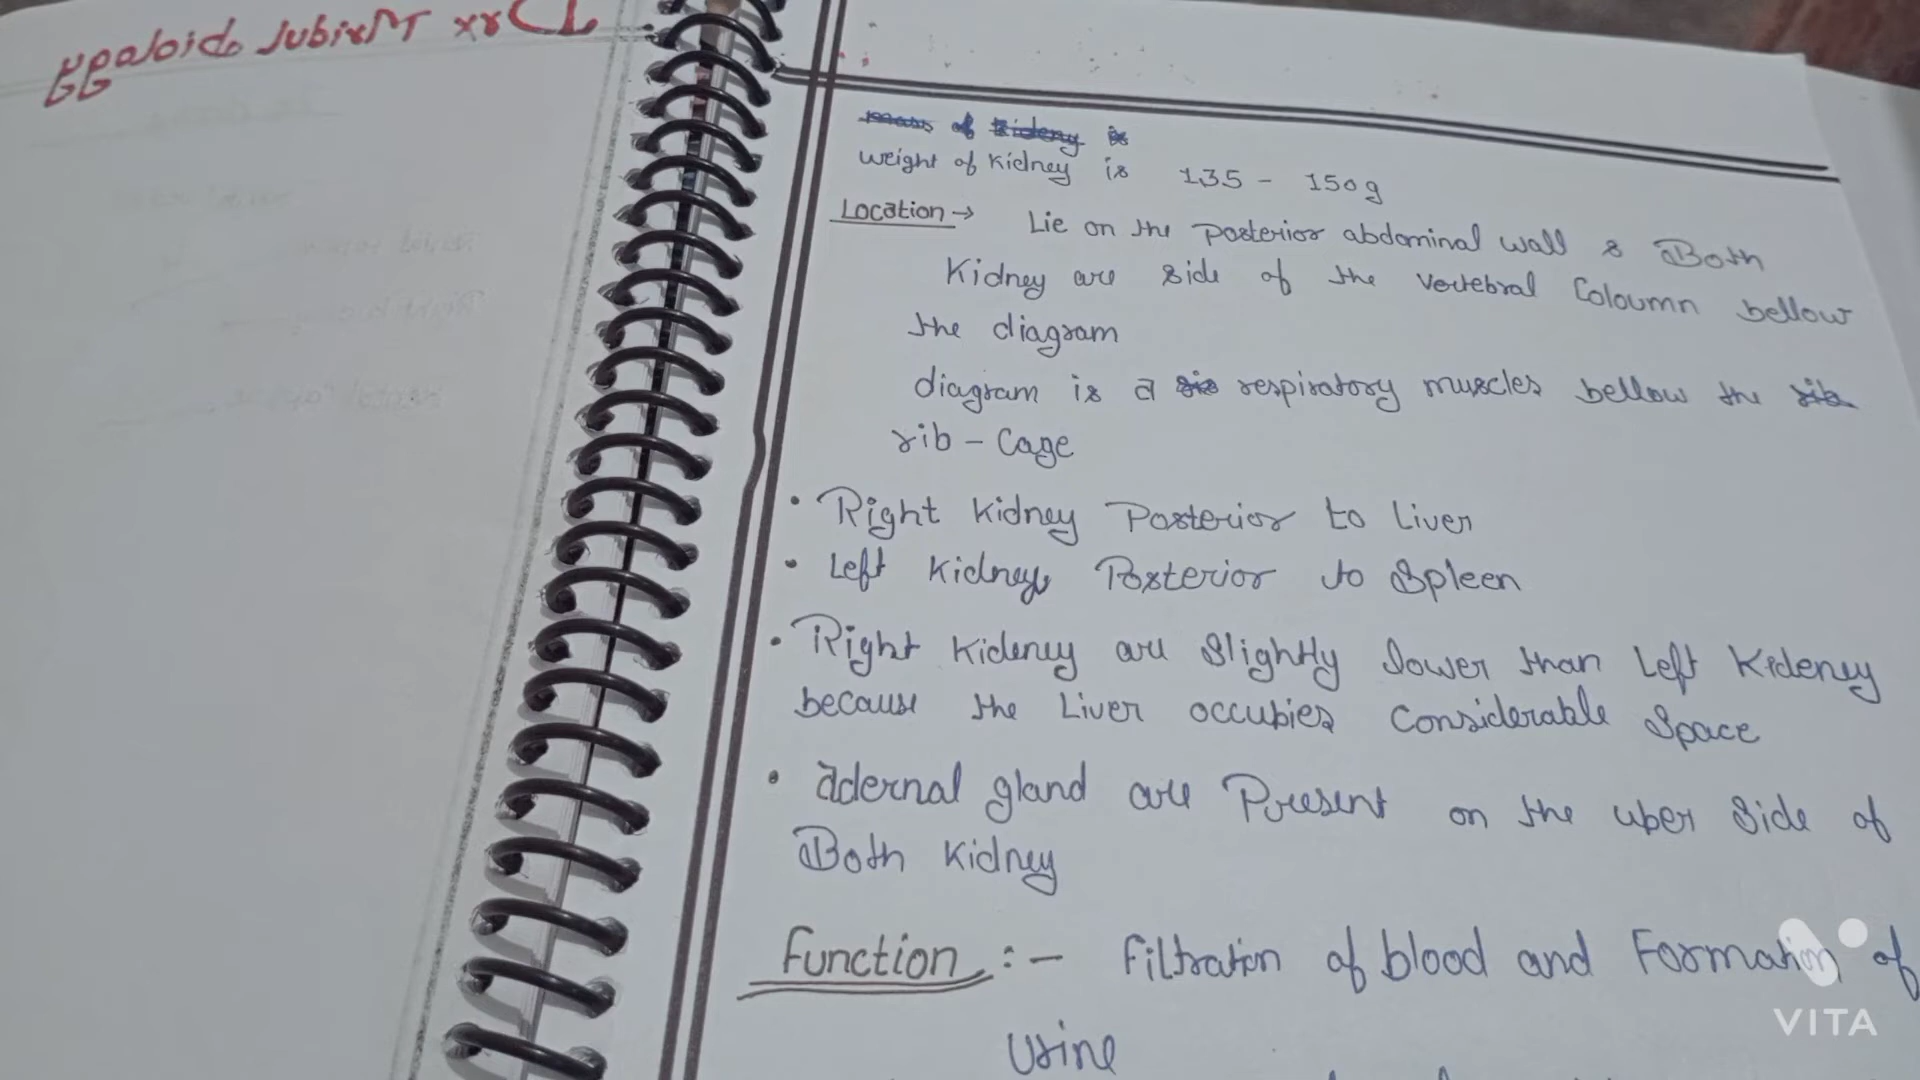 weight of Kidney is 135 - 150g
Location → Lie on the posterior abdominal wall & Both
Kidney are side of the vertebral Coloumn bellow
the diagram
diagram is a respiratory muscles bellow the
rib - Cage
• Right Kidney Posterior to Liver
• Left Kidney Posterior to Spleen
• Right Kideney are slightly lower than Left Kideney
because the Liver occupies Considerable Space
• adernal gland are Present on the uber side of
Both Kidney
Function :- Filtration of blood and Formation of
Urine
VITA